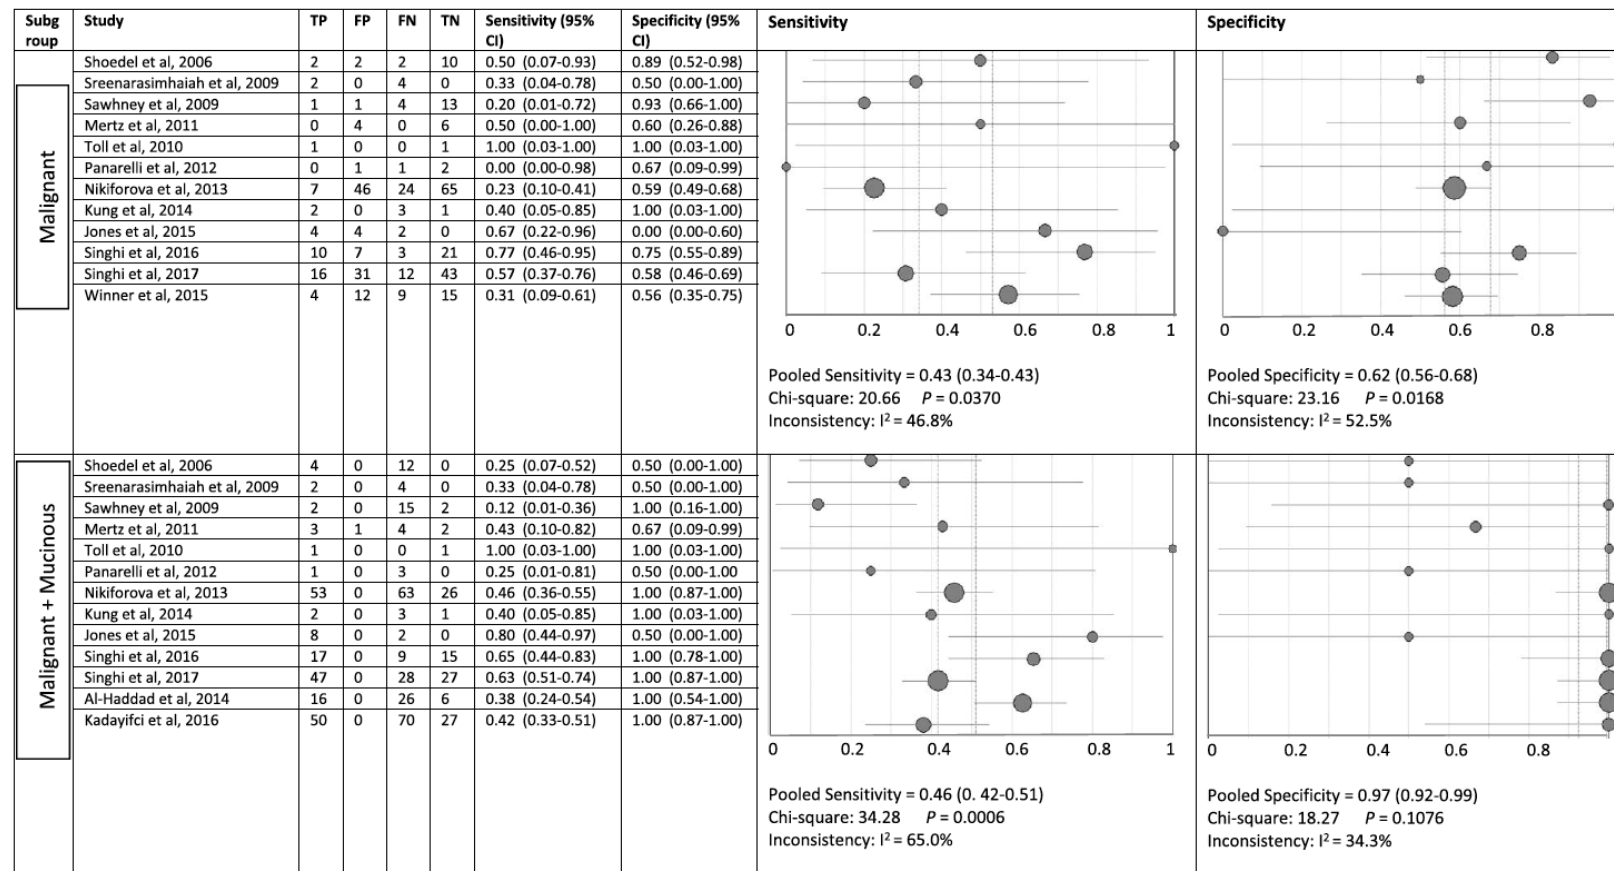 Subg roup Study TP FP FN TN Sensitivity (95% CI) Specificity (95% CI) Sensitivity Specificity
Malignant
Shoedel et al, 2006 2 2 2 10 0.50 (0.07-0.93) 0.89 (0.52-0.98)
Sreenarasimhaiah et al, 2009 2 0 4 0 0.33 (0.04-0.78) 0.50 (0.00-1.00)
Sawhney et al, 2009 1 1 4 13 0.20 (0.01-0.72) 0.93 (0.66-1.00)
Mertz et al, 2011 0 4 0 6 0.50 (0.00-1.00) 0.60 (0.26-0.88)
Toll et al, 2010 1 0 0 1 1.00 (0.03-1.00) 1.00 (0.03-1.00)
Panarelli et al, 2012 0 1 1 2 0.00 (0.00-0.98) 0.67 (0.09-0.99)
Nikiforova et al, 2013 7 46 24 65 0.23 (0.10-0.41) 0.59 (0.49-0.68)
Kung et al, 2014 2 0 3 1 0.40 (0.05-0.85) 1.00 (0.03-1.00)
Jones et al, 2015 4 4 2 0 0.67 (0.22-0.96) 0.00 (0.00-0.60)
Singhi et al, 2016 10 7 3 21 0.77 (0.46-0.95) 0.75 (0.55-0.89)
Singhi et al, 2017 16 31 12 43 0.57 (0.37-0.76) 0.58 (0.46-0.69)
Winner et al, 2015 4 12 9 15 0.31 (0.09-0.61) 0.56 (0.35-0.75)
0 0.2 0.4 0.6 0.8 1 0 0.2 0.4 0.6 0.8
Pooled Sensitivity = 0.43 (0.34-0.43) Pooled Specificity = 0.62 (0.56-0.68)
Chi-square: 20.66 P = 0.0370 Chi-square: 23.16 P = 0.0168
Inconsistency: I² = 46.8% Inconsistency: I² = 52.5%
Malignant + Mucinous
Shoedel et al, 2006 4 0 12 0 0.25 (0.07-0.52) 0.50 (0.00-1.00)
Sreenarasimhaiah et al, 2009 2 0 4 0 0.33 (0.04-0.78) 0.50 (0.00-1.00)
Sawhney et al, 2009 2 0 15 2 0.12 (0.01-0.36) 1.00 (0.16-1.00)
Mertz et al, 2011 3 1 4 2 0.43 (0.10-0.82) 0.67 (0.09-0.99)
Toll et al, 2010 1 0 0 1 1.00 (0.03-1.00) 1.00 (0.03-1.00)
Panarelli et al, 2012 1 0 3 0 0.25 (0.01-0.81) 0.50 (0.00-1.00
Nikiforova et al, 2013 53 0 63 26 0.46 (0.36-0.55) 1.00 (0.87-1.00)
Kung et al, 2014 2 0 3 1 0.40 (0.05-0.85) 1.00 (0.03-1.00)
Jones et al, 2015 8 0 2 0 0.80 (0.44-0.97) 0.50 (0.00-1.00)
Singhi et al, 2016 17 0 9 15 0.65 (0.44-0.83) 1.00 (0.78-1.00)
Singhi et al, 2017 47 0 28 27 0.63 (0.51-0.74) 1.00 (0.87-1.00)
Al-Haddad et al, 2014 16 0 26 6 0.38 (0.24-0.54) 1.00 (0.54-1.00)
Kadayifci et al, 2016 50 0 70 27 0.42 (0.33-0.51) 1.00 (0.87-1.00)
0 0.2 0.4 0.6 0.8 1 0 0.2 0.4 0.6 0.8 1
Pooled Sensitivity = 0.46 (0. 42-0.51) Pooled Specificity = 0.97 (0.92-0.99)
Chi-square: 34.28 P = 0.0006 Chi-square: 18.27 P = 0.1076
Inconsistency: I² = 65.0% Inconsistency: I² = 34.3%